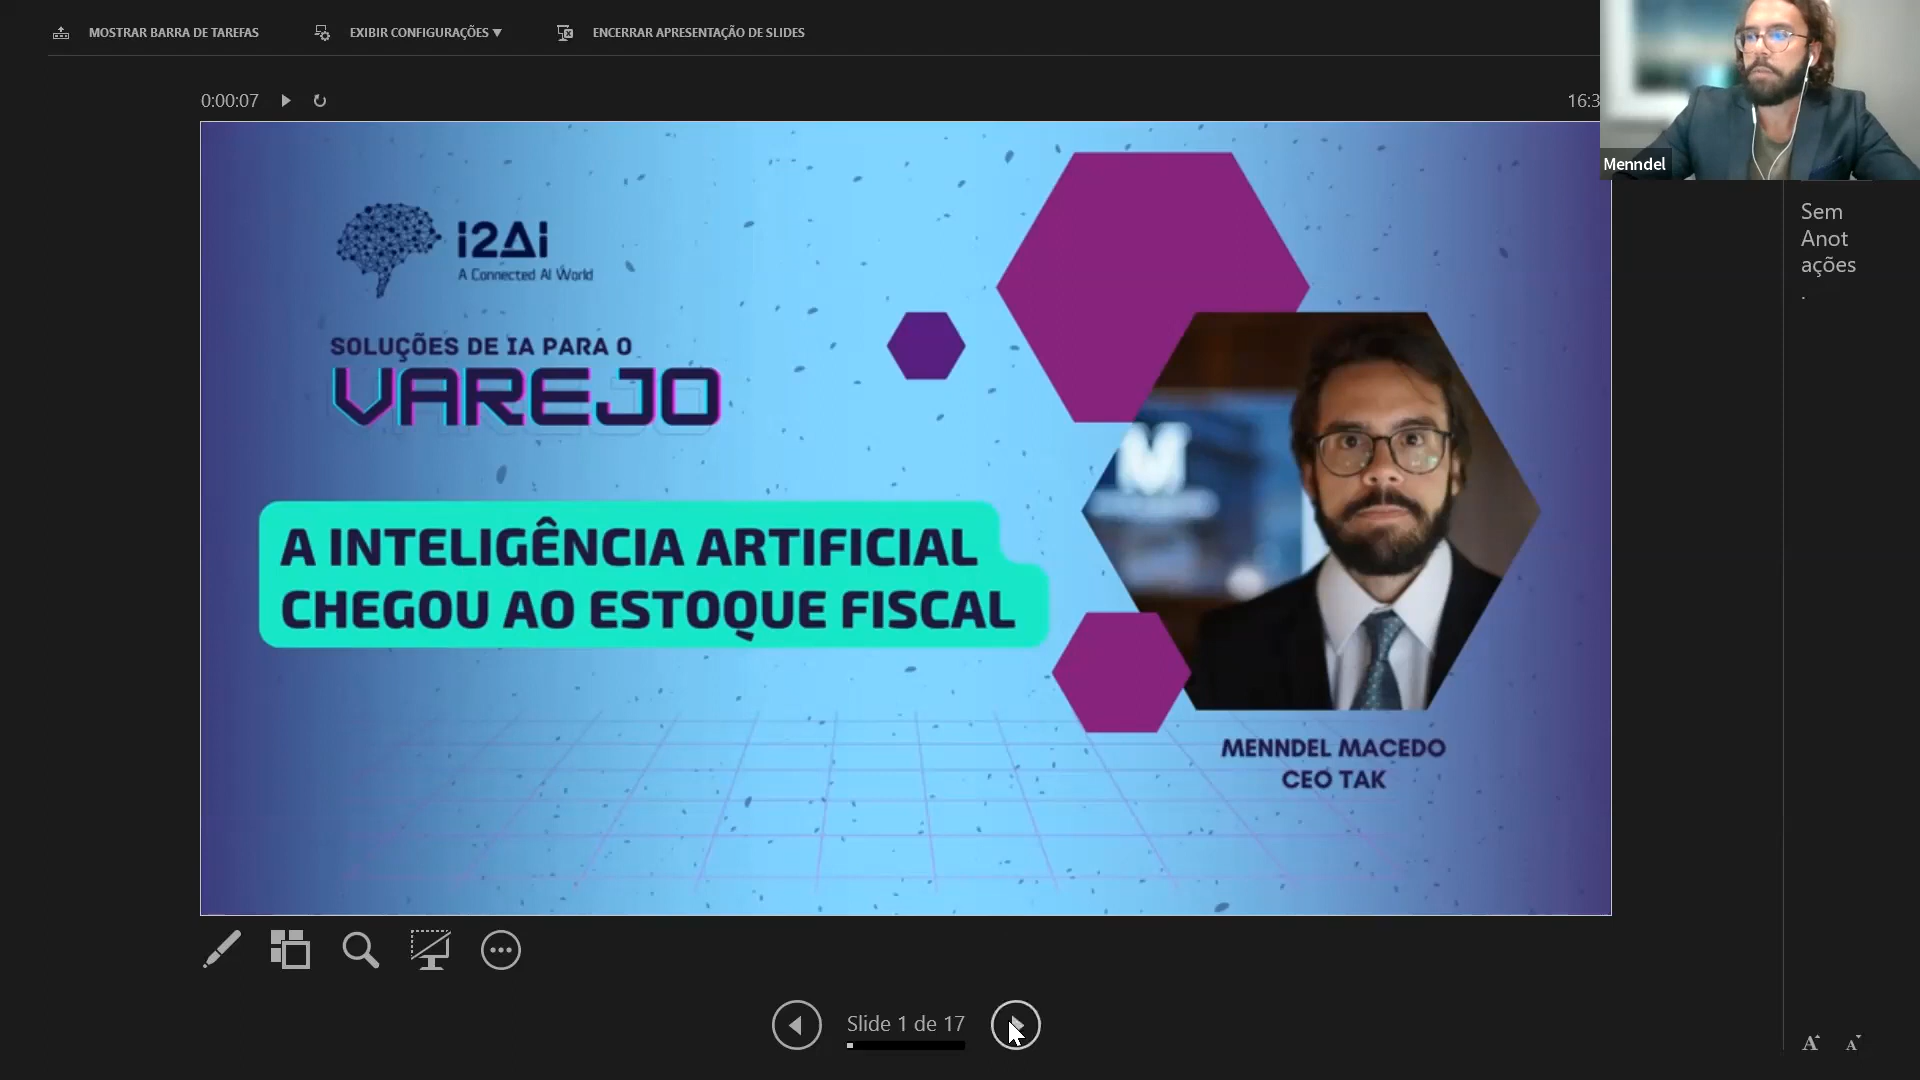 MOSTRAR BARRA DE TAREFAS
EXIBIR CONFIGURAÇÕES ▼
ENCERRAR APRESENTAÇÃO DE SLIDES
0:00:07
16:3
Menndel
Sem
Anot
ações
.
i2Ai
A Connected AI World
SOLUÇÕES DE IA PARA O
VAREJO
A INTELIGÊNCIA ARTIFICIAL
CHEGOU AO ESTOQUE FISCAL
M
MENNDEL MACEDO
CEO TAK
Slide 1 de 17
A A